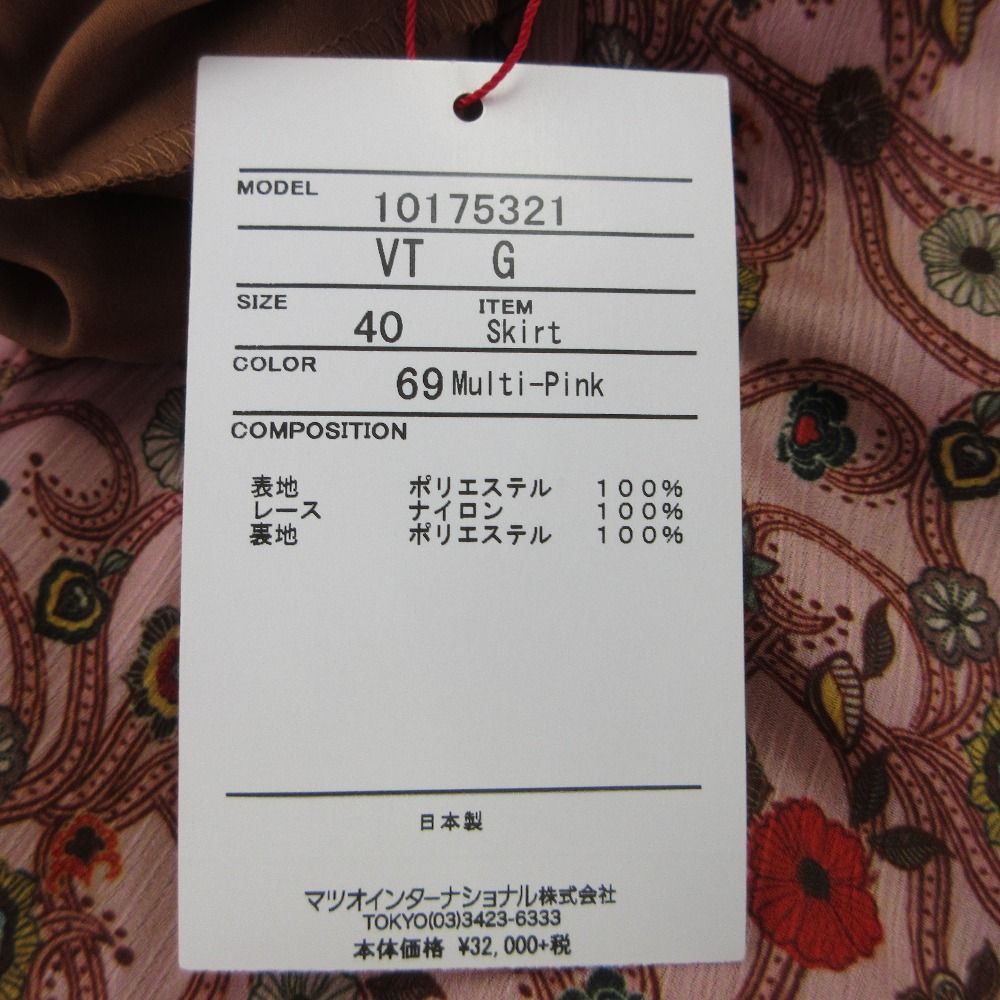 MODEL 10175321
VT G
SIZE 40 ITEM Skirt
COLOR 69 Multi-Pink
COMPOSITION
表地 ポリエステル 100%
レース ナイロン 100%
裏地 ポリエステル 100%
日本製
マツオインターナショナル株式会社
TOKYO(03)3423-6333
本体価格 ¥32,000+税